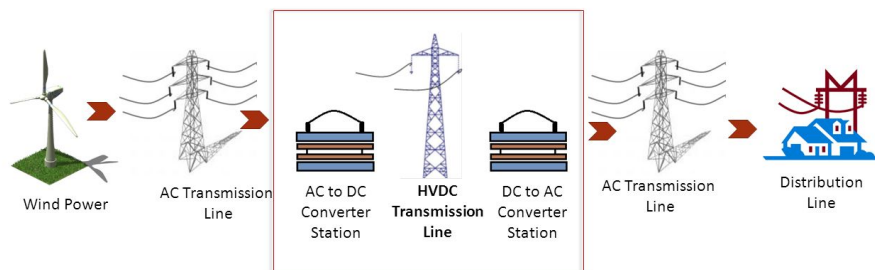 Wind Power
AC Transmission
Line
AC to DC
Converter
Station
HVDC
Transmission
Line
DC to AC
Converter
Station
AC Transmission
Line
Distribution
Line